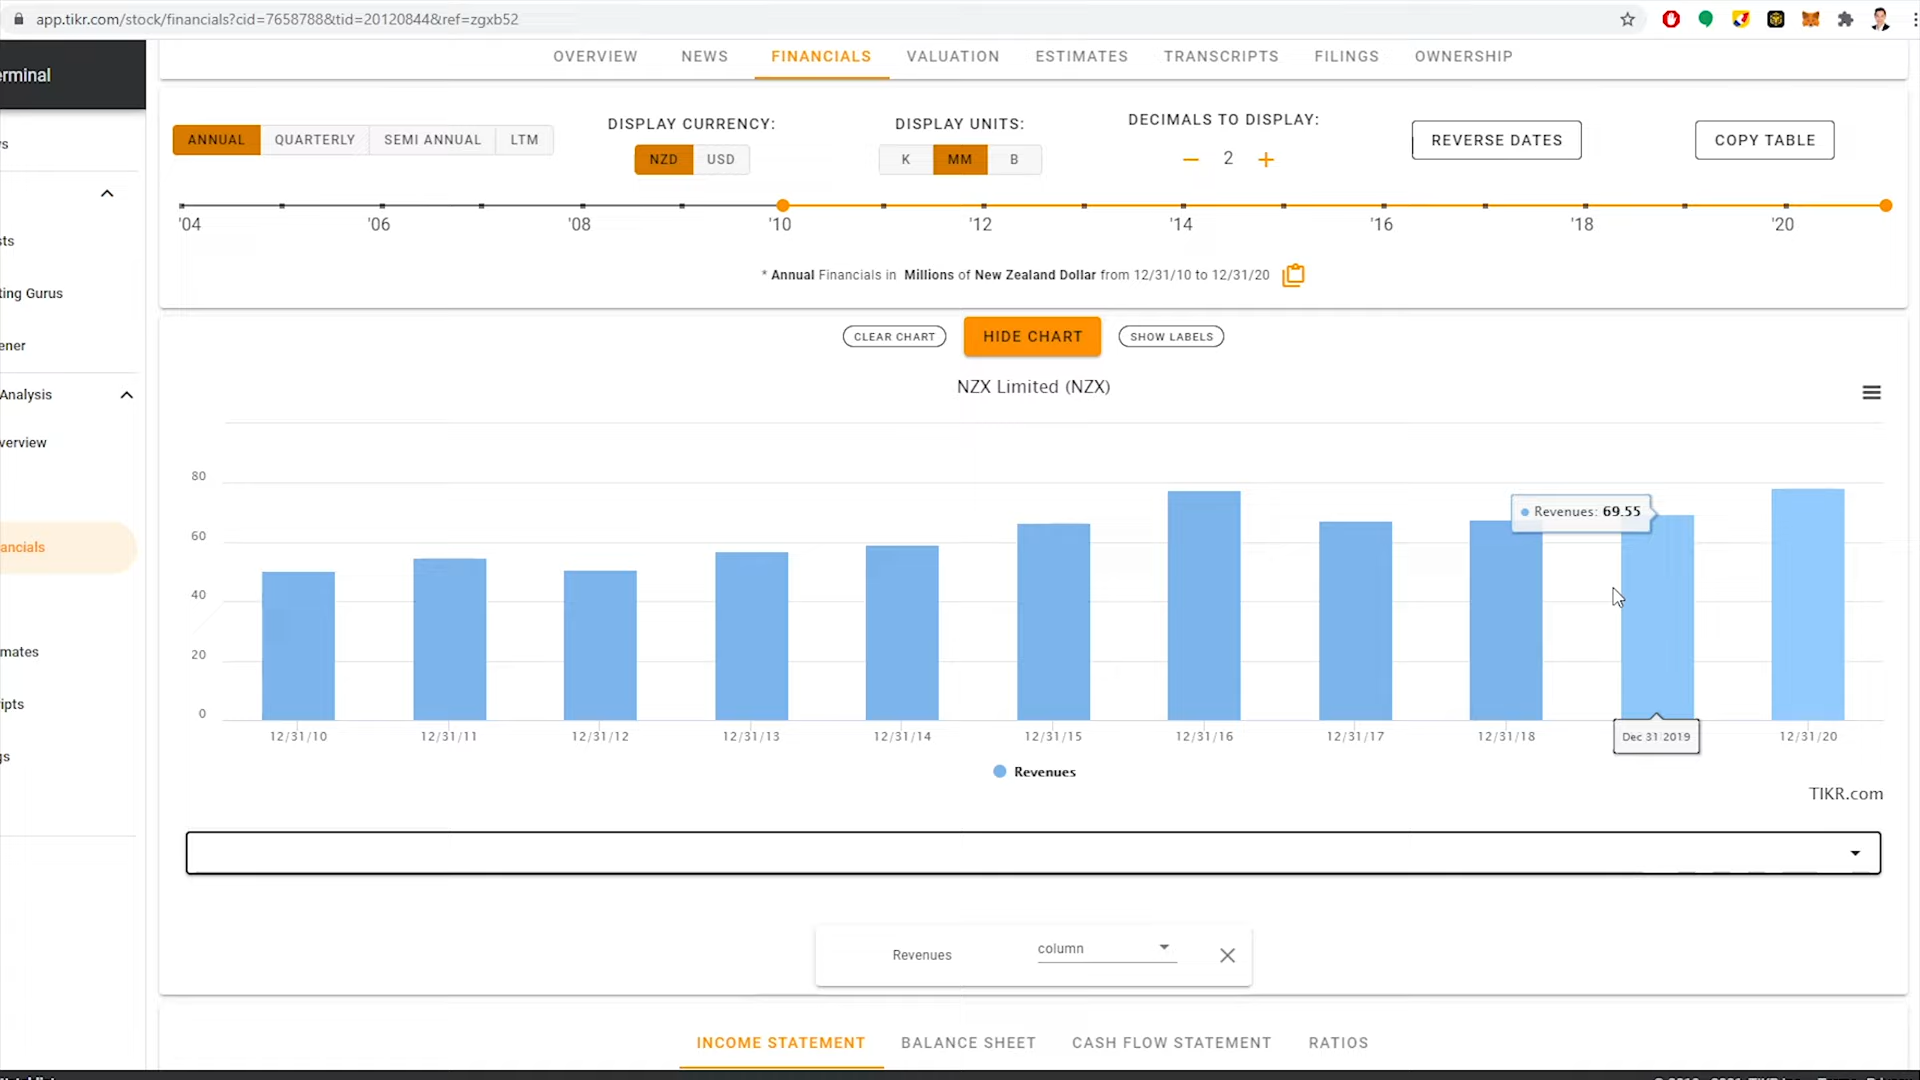 app.tikr.com/stock/financials?cid=7658788&tid=20120844&ref=zgxb52
erminal
OVERVIEW NEWS FINANCIALS VALUATION ESTIMATES TRANSCRIPTS FILINGS OWNERSHIP
ANNUAL QUARTERLY SEMI ANNUAL LTM
DISPLAY CURRENCY:
NZD USD
DISPLAY UNITS:
K MM B
DECIMALS TO DISPLAY:
2
REVERSE DATES
COPY TABLE
'04 '06 '08 '10 '12 '14 '16 '18 '20
* Annual Financials in Millions of New Zealand Dollar from 12/31/10 to 12/31/20
s
sts
ting Gurus
ener
Analysis
verview
ancials
mates
ipts
gs
CLEAR CHART HIDE CHART SHOW LABELS
NZX Limited (NZX)
80
60
40
20
0
Revenues: 69.55
12/31/10 12/31/11 12/31/12 12/31/13 12/31/14 12/31/15 12/31/16 12/31/17 12/31/18 Dec 31 2019 12/31/20
Revenues
TIKR.com
Revenues column
INCOME STATEMENT BALANCE SHEET CASH FLOW STATEMENT RATIOS